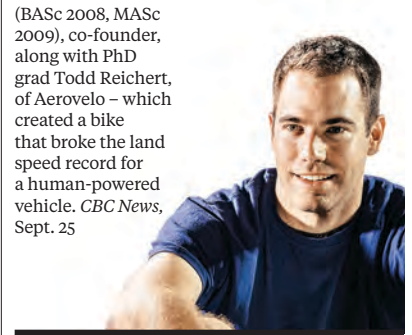 (BASc 2008, MASc
2009), co-founder,
along with PhD
grad Todd Reichert,
of Aerovelo – which
created a bike
that broke the land
speed record for
a human-powered
vehicle. CBC News,
Sept. 25